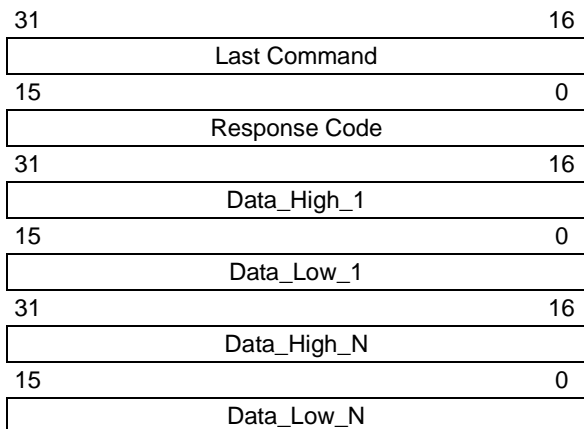 31 16
Last Command
15 0
Response Code
31 16
Data_High_1
15 0
Data_Low_1
31 16
Data_High_N
15 0
Data_Low_N